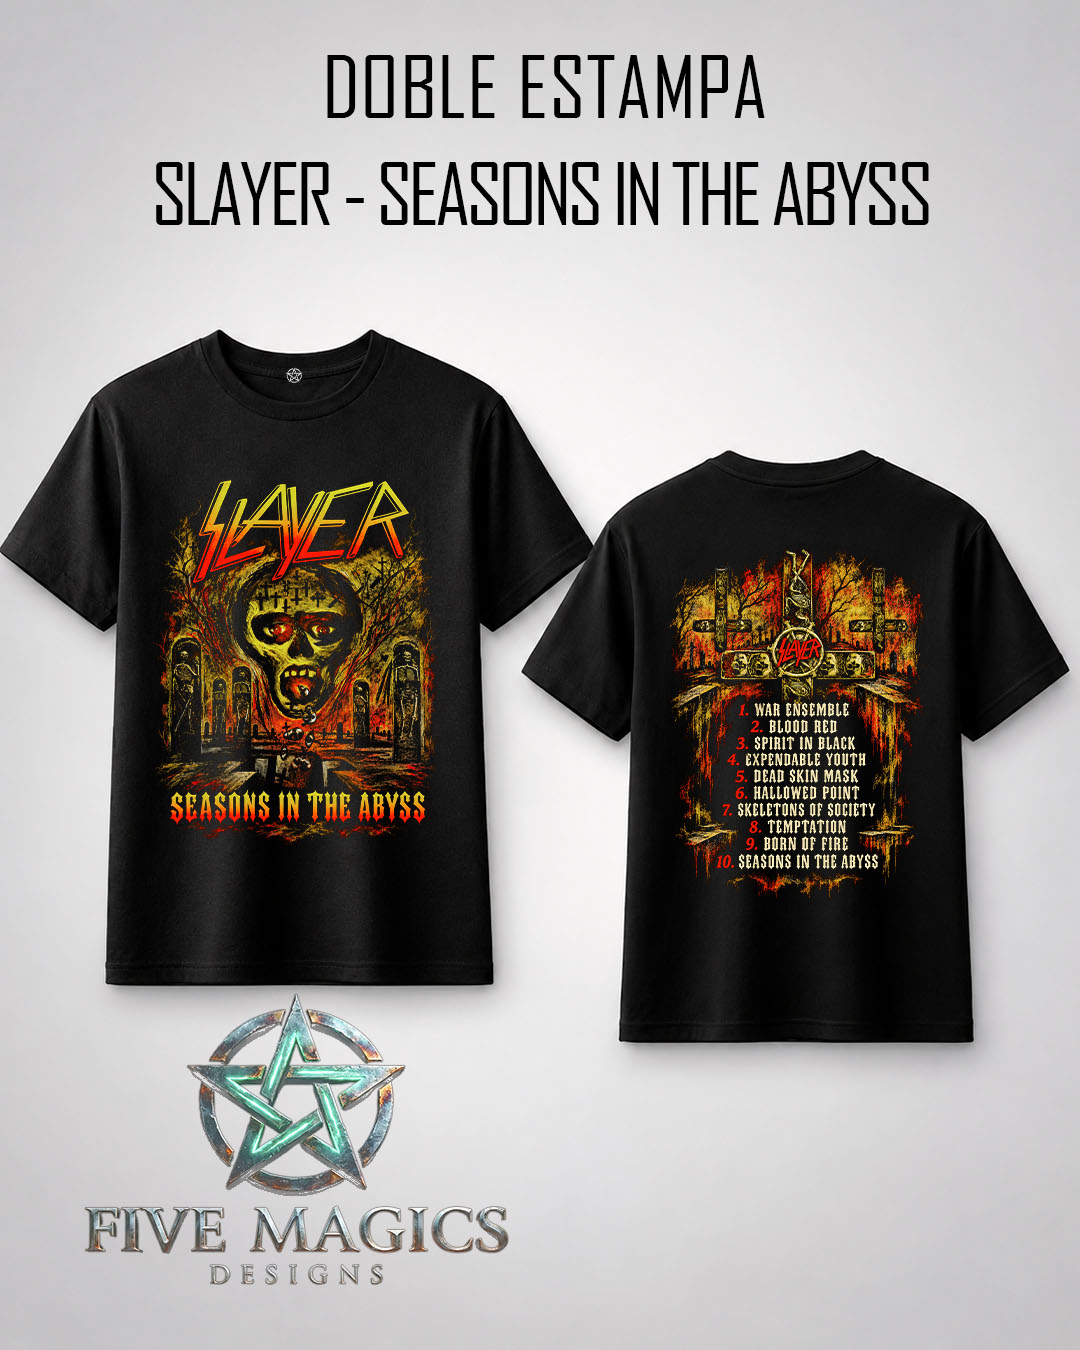 DOBLE ESTAMPA
SLAYER - SEASONS IN THE ABYSS
SLAYER
SEASONS IN THE ABYSS
SLAYER
1. WAR ENSEMBLE
2. BLOOD RED
3. SPIRIT IN BLACK
4. EXPENDABLE YOUTH
5. DEAD SKIN MASK
6. HALLOWED POINT
7. SKELETONS OF SOCIETY
8. TEMPTATION
9. BORN OF FIRE
10. SEASONS IN THE ABYSS
FIVE MAGICS
DESIGNS